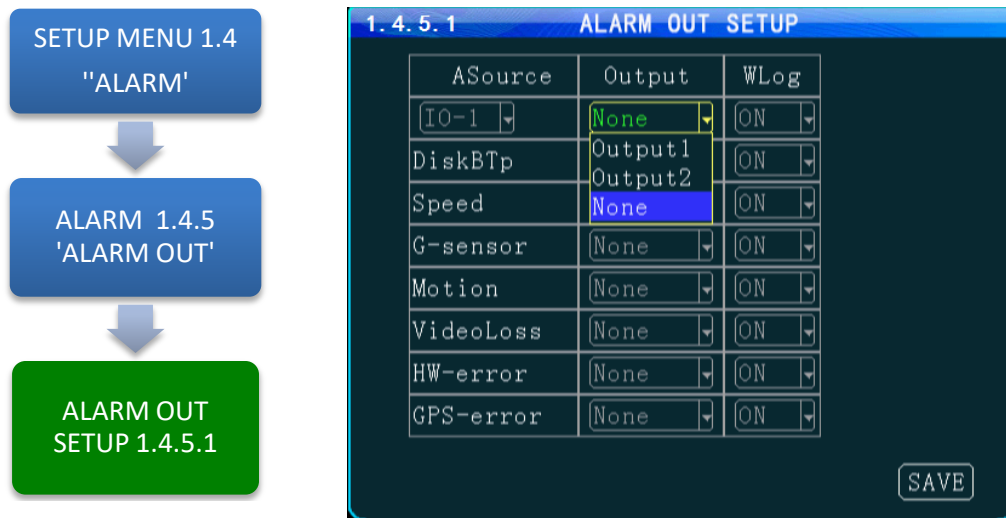 SETUP MENU 1.4
''ALARM'
ALARM 1.4.5
'ALARM OUT'
ALARM OUT
SETUP 1.4.5.1
1.4.5.1 ALARM OUT SETUP
ASource Output WLog
IO-1 None ON
Output1
DiskBTp ON
Output2
Speed None ON
G-sensor None ON
Motion None ON
VideoLoss None ON
HW-error None ON
GPS-error None ON
SAVE